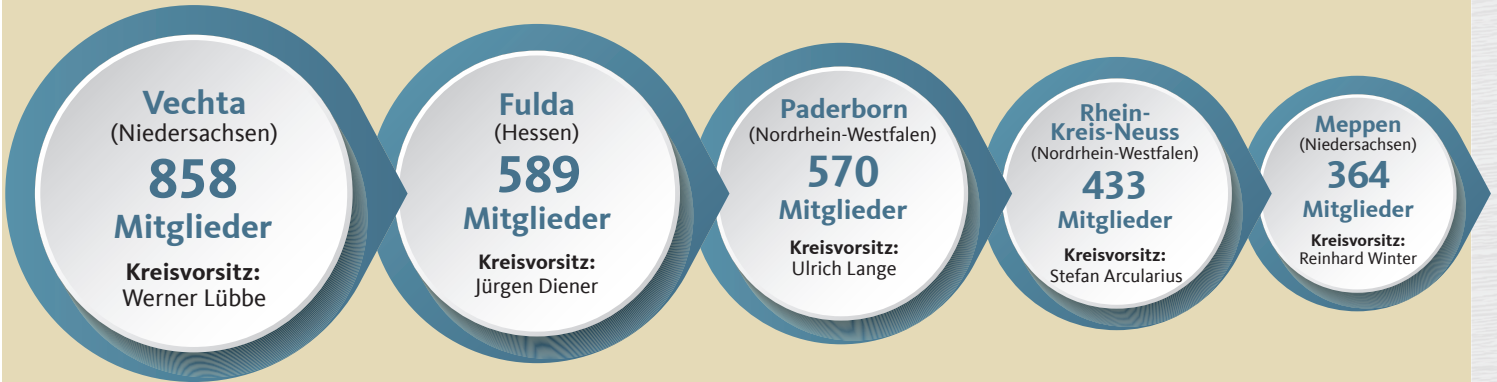 Vechta
(Niedersachsen)
858
Mitglieder
Kreisvorsitz:
Werner Lübbe
Fulda
(Hessen)
589
Mitglieder
Kreisvorsitz:
Jürgen Diener
Paderborn
(Nordrhein-Westfalen)
570
Mitglieder
Kreisvorsitz:
Ulrich Lange
Rhein-
Kreis-Neuss
(Nordrhein-Westfalen)
433
Mitglieder
Kreisvorsitz:
Stefan Arcularius
Meppen
(Niedersachsen)
364
Mitglieder
Kreisvorsitz:
Reinhard Winter